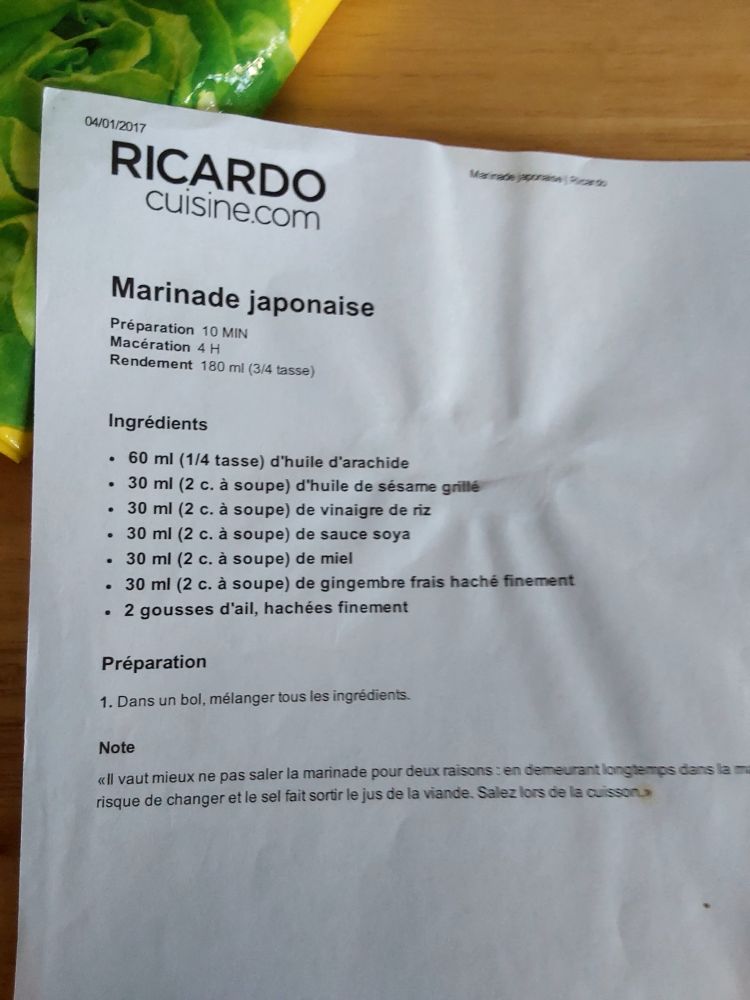 04/01/2017
Marinade japonaise | Ricardo
RICARDO
cuisine.com
Marinade japonaise
Préparation 10 MIN
Macération 4 H
Rendement 180 ml (3/4 tasse)
Ingrédients
• 60 ml (1/4 tasse) d'huile d'arachide
• 30 ml (2 c. à soupe) d'huile de sésame grillé
• 30 ml (2 c. à soupe) de vinaigre de riz
• 30 ml (2 c. à soupe) de sauce soya
• 30 ml (2 c. à soupe) de miel
• 30 ml (2 c. à soupe) de gingembre frais haché finement
• 2 gousses d'ail, hachées finement
Préparation
1. Dans un bol, mélanger tous les ingrédients.
Note
«Il vaut mieux ne pas saler la marinade pour deux raisons : en demeurant longtemps dans la
risque de changer et le sel fait sortir le jus de la viande. Salez lors de la cuisson.»